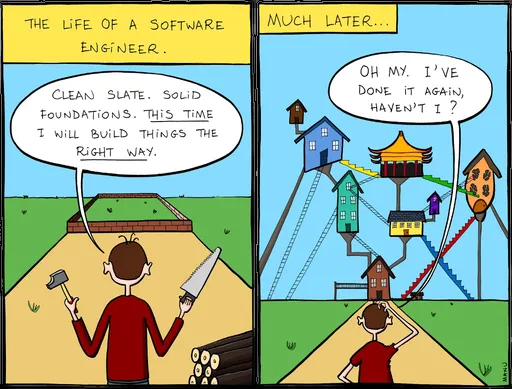 THE LIFE OF A SOFTWARE
ENGINEER.
CLEAN SLATE. SOLID
FOUNDATIONS. THIS TIME
I WILL BUILD THINGS THE
RIGHT WAY.
MUCH LATER...
OH MY. I'VE
DONE IT AGAIN,
HAVEN'T I ?
MANU